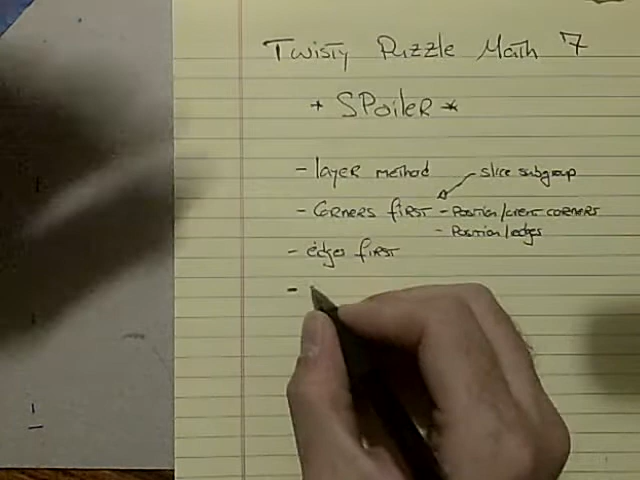 Twisty Puzzle Math 7
* SPoileR *
- layer method
slice subgroup
- Corners first - Position/orient corners
- Position/edges
- edges first
-